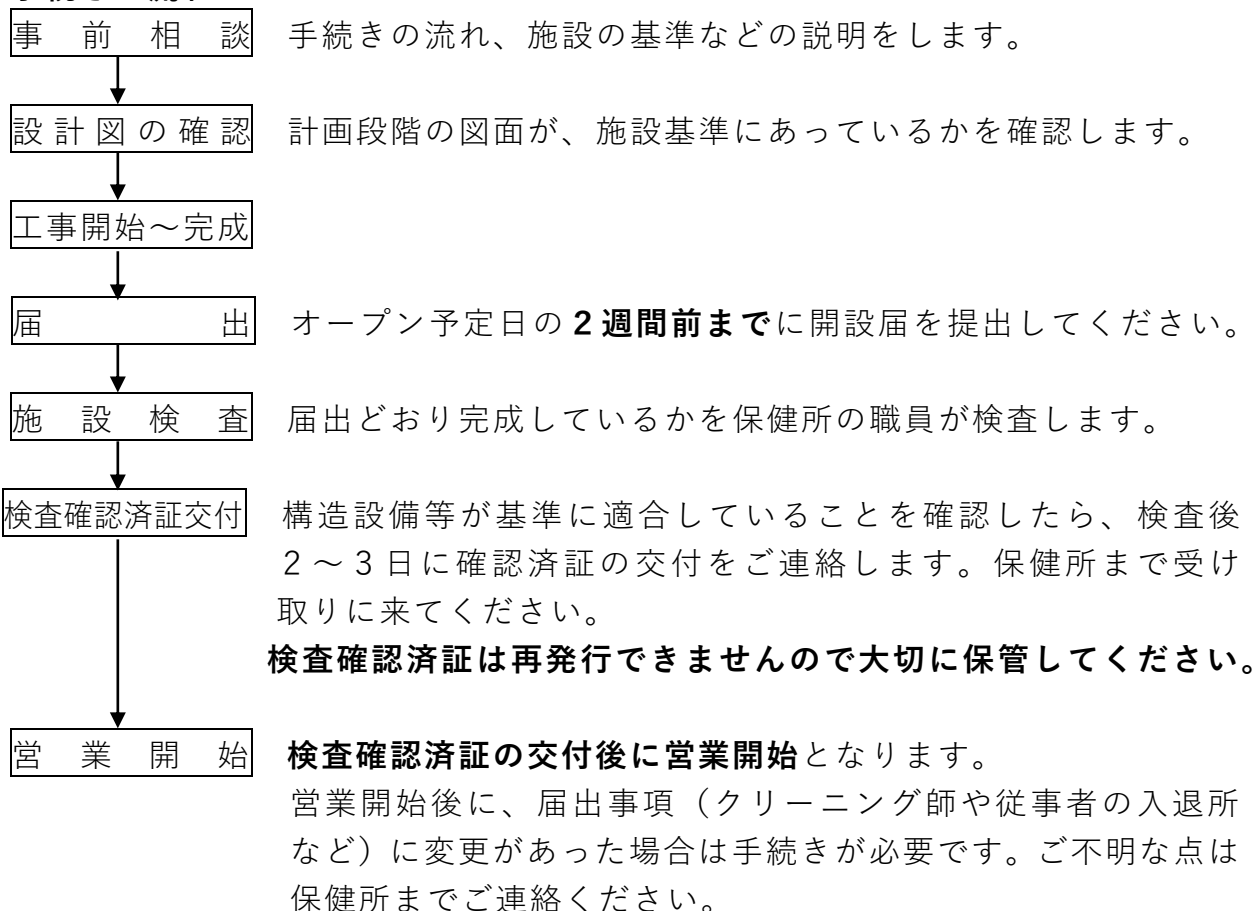 事前相談 手続きの流れ、施設の基準などの説明をします。
設計図の確認 計画段階の図面が、施設基準にあっているかを確認します。
工事開始～完成
届出 オープン予定日の２週間前までに開設届を提出してください。
施設検査 届出どおり完成しているかを保健所の職員が検査します。
検査確認済証交付 構造設備等が基準に適合していることを確認したら、検査後
２～３日に確認済証の交付をご連絡します。保健所まで受け
取りに来てください。
検査確認済証は再発行できませんので大切に保管してください。
営業開始 検査確認済証の交付後に営業開始となります。
営業開始後に、届出事項（クリーニング師や従事者の入退所
など）に変更があった場合は手続きが必要です。ご不明な点は
保健所までご連絡ください。